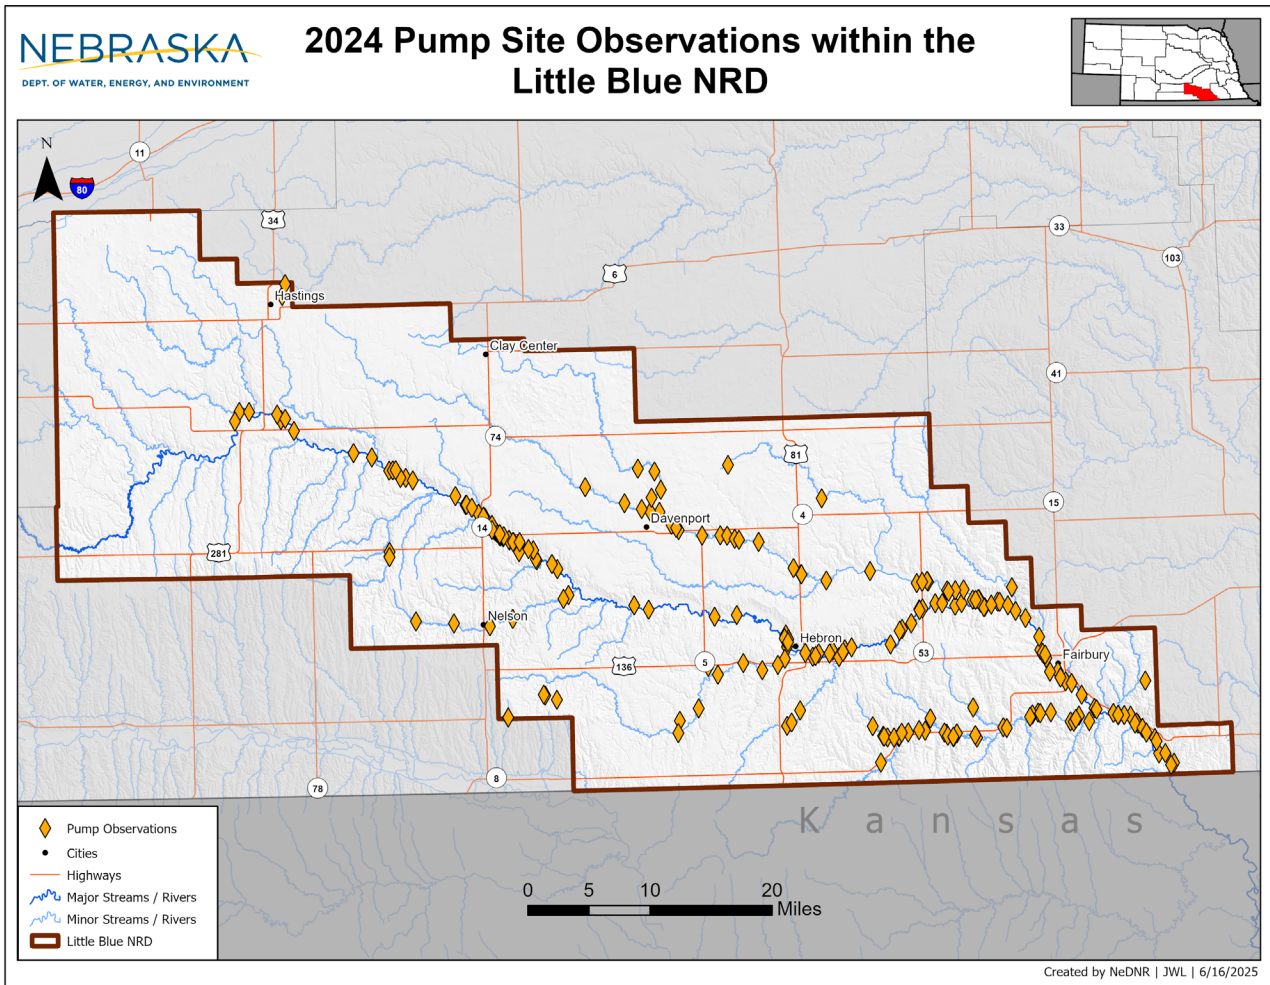 NEBRASKA
DEPT. OF WATER, ENERGY, AND ENVIRONMENT
2024 Pump Site Observations within the
Little Blue NRD
N
11
80
34
33
103
6
Hastings
Clay Center
41
74
81
15
14
Davenport
4
281
Nelson
Hebron
136
5
53
Fairbury
8
78
Kansas
Pump Observations
Cities
Highways
Major Streams / Rivers
Minor Streams / Rivers
Little Blue NRD
0 5 10 20
Miles
Created by NeDNR | JWL | 6/16/2025